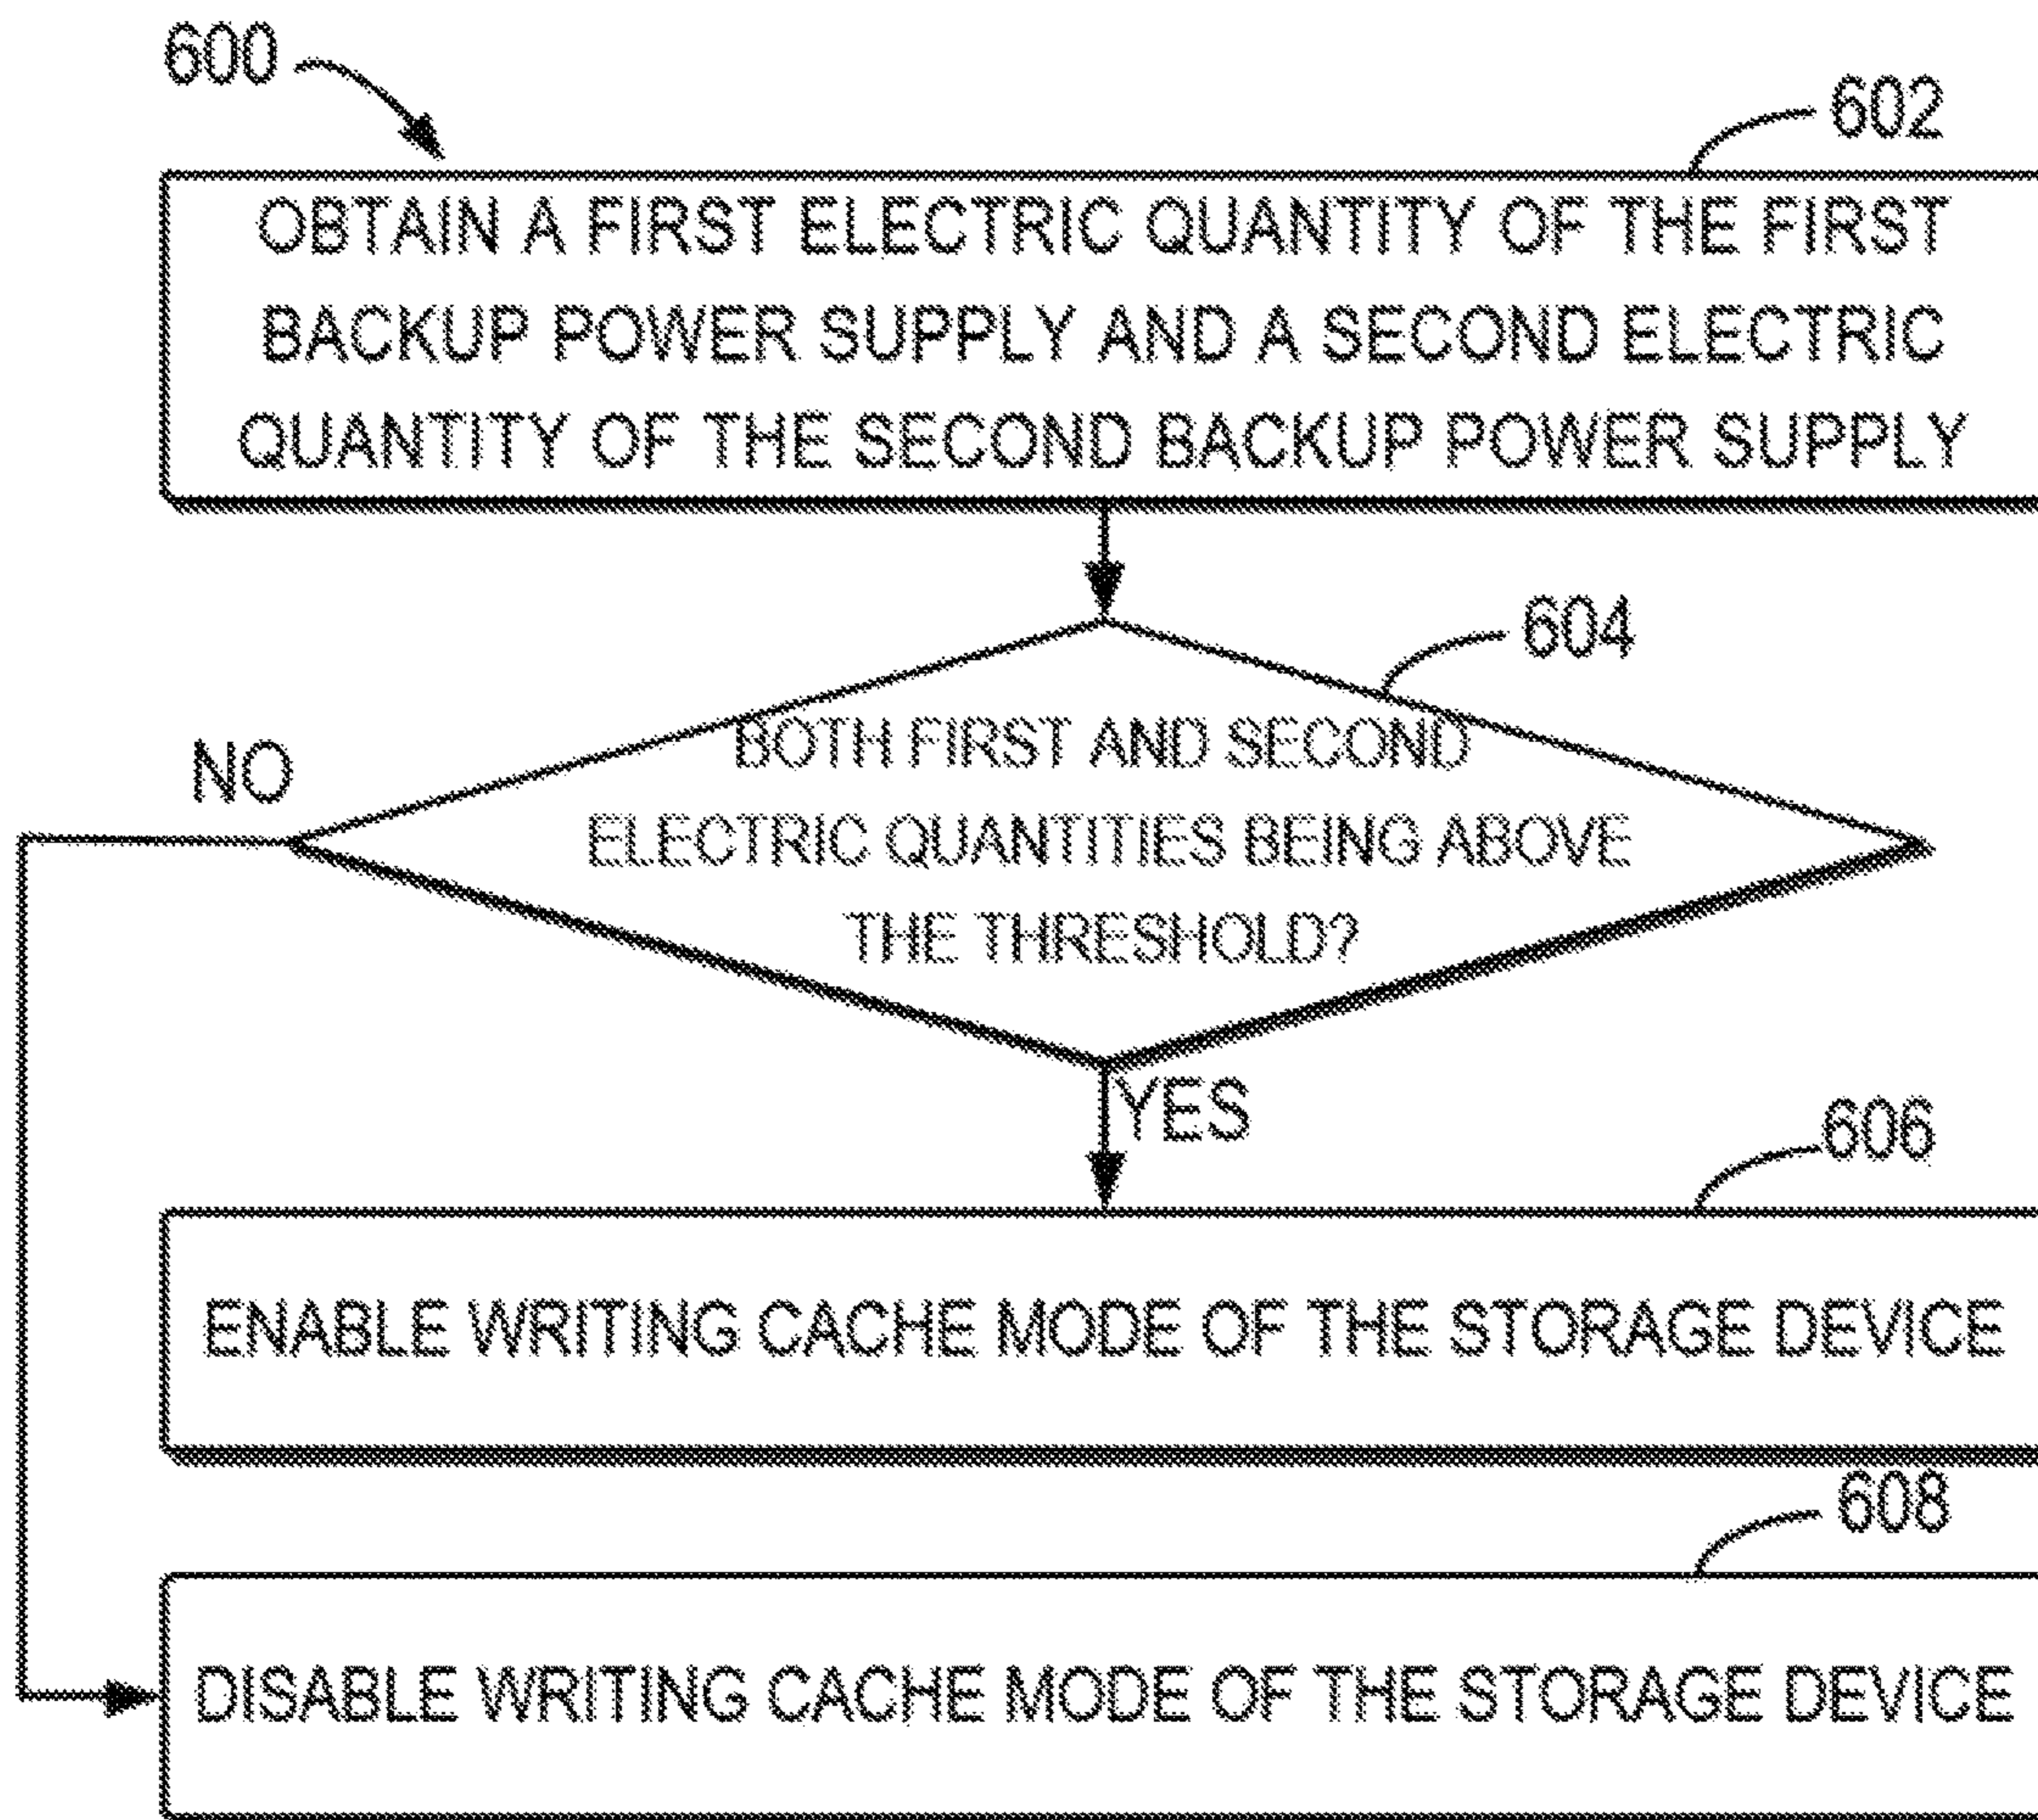 600
602
OBTAIN A FIRST ELECTRIC QUANTITY OF THE FIRST
BACKUP POWER SUPPLY AND A SECOND ELECTRIC
QUANTITY OF THE SECOND BACKUP POWER SUPPLY
604
BOTH FIRST AND SECOND
NO
ELECTRIC QUANTITIES BEING ABOVE
THE THRESHOLD?
YES
606
ENABLE WRITING CACHE MODE OF THE STORAGE DEVICE
608
DISABLE WRITING CACHE MODE OF THE STORAGE DEVICE